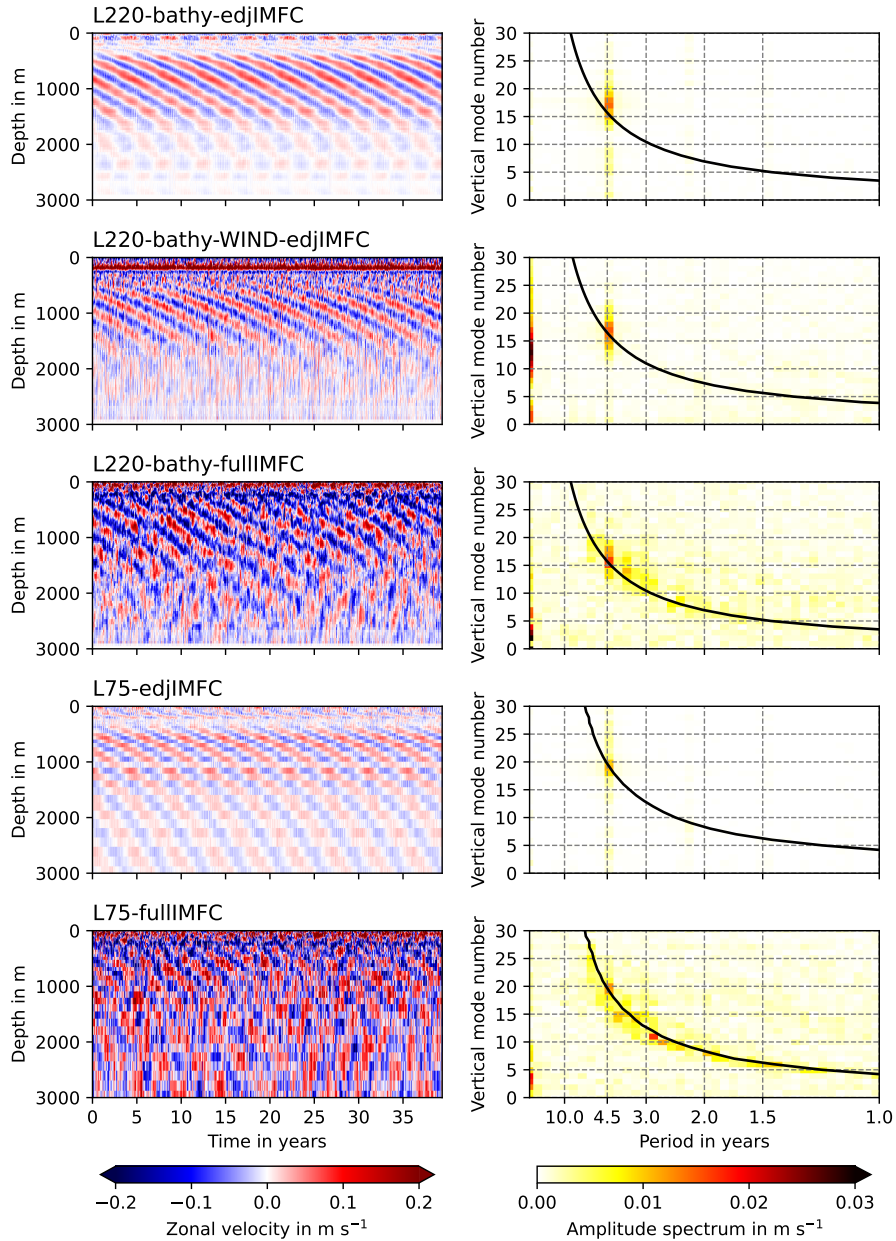 L220-bathy-edjIMFC
0
1000
2000
3000
Depth in m
30
25
20
15
10
5
0
Vertical mode number
L220-bathy-WIND-edjIMFC
0
1000
2000
3000
Depth in m
30
25
20
15
10
5
0
Vertical mode number
L220-bathy-fullIMFC
0
1000
2000
3000
Depth in m
30
25
20
15
10
5
0
Vertical mode number
L75-edjIMFC
0
1000
2000
3000
Depth in m
30
25
20
15
10
5
0
Vertical mode number
L75-fullIMFC
0
1000
2000
3000
Depth in m
0 5 10 15 20 25 30 35
Time in years
30
25
20
15
10
5
0
Vertical mode number
10.0 4.5 3.0 2.0 1.5 1.0
Period in years
−0.2 −0.1 0.0 0.1 0.2
Zonal velocity in m s⁻¹
0.00 0.01 0.02 0.03
Amplitude spectrum in m s⁻¹